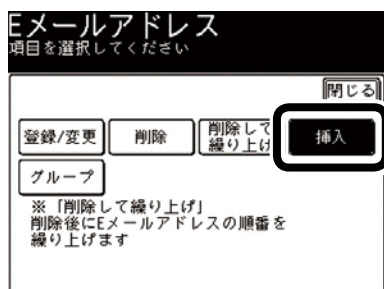 Eメールアドレス
項目を選択してください
閉じる
登録/変更
削除
削除して
繰り上げ
挿入
グループ
※「削除して繰り上げ」
削除後にEメールアドレスの順番を
繰り上げます